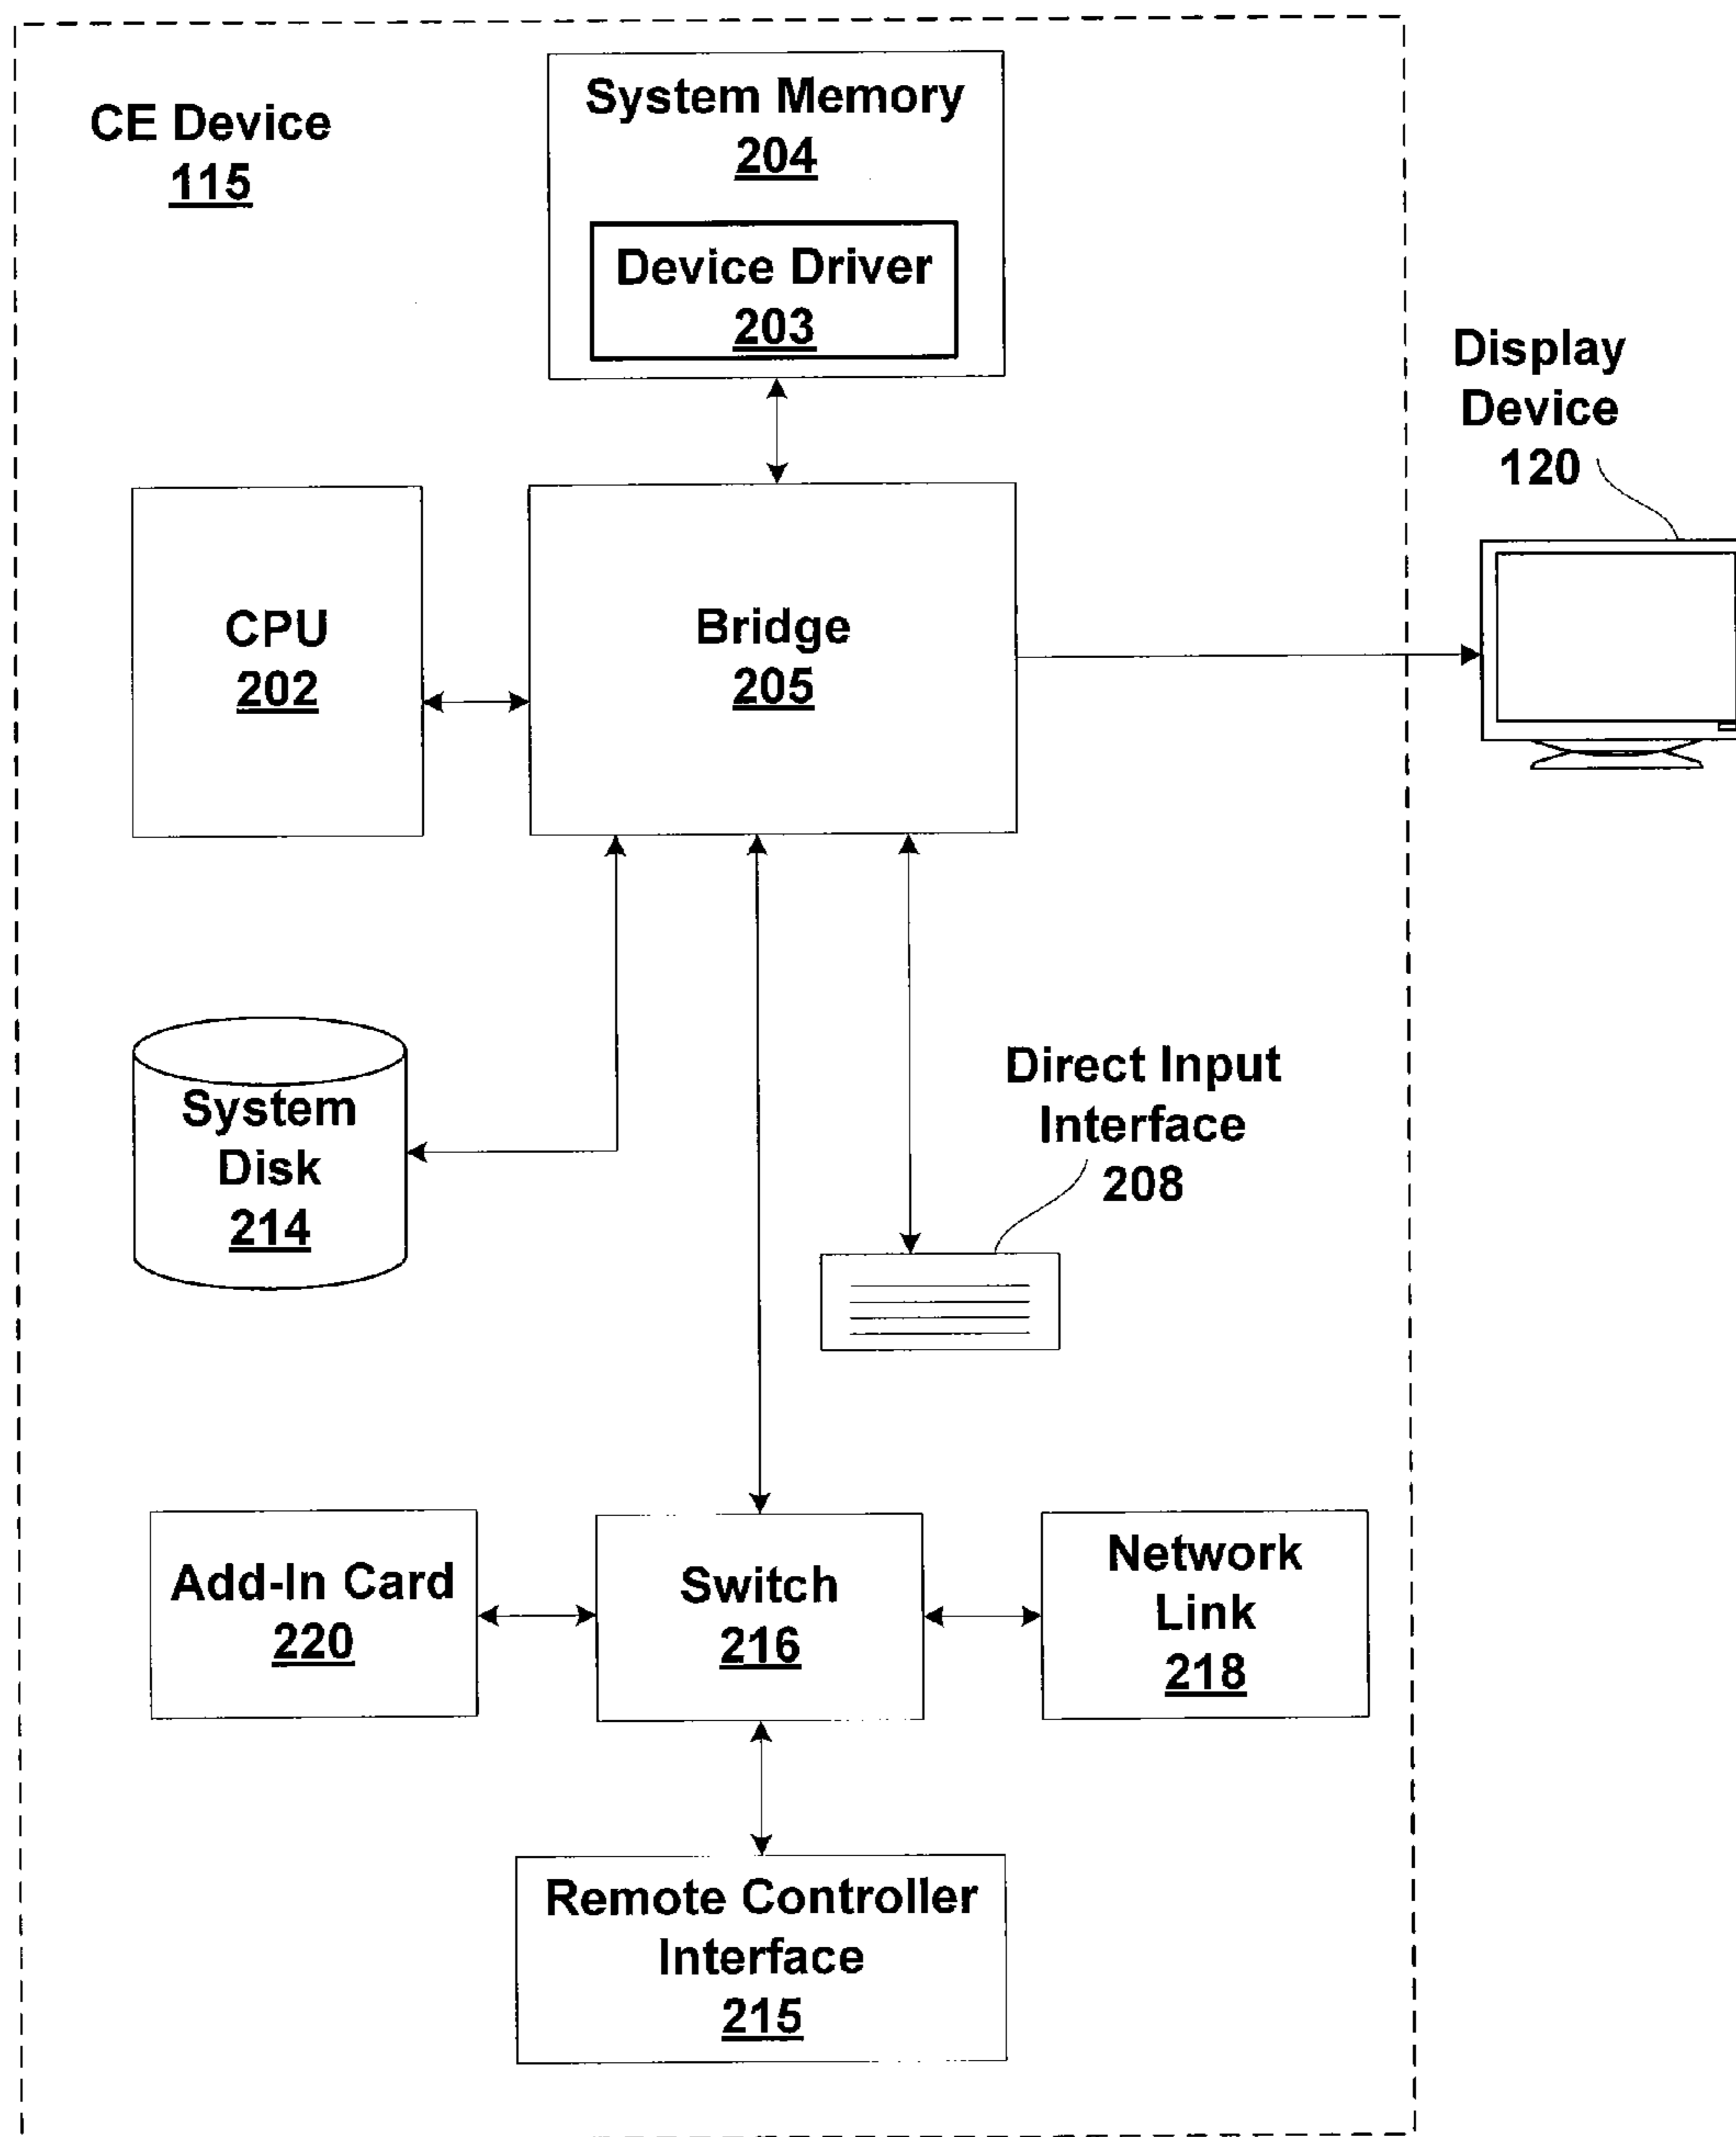 CE Device
115
System Memory
204
Device Driver
203
Display
Device
120
CPU
202
Bridge
205
System
Disk
214
Direct Input
Interface
208
Add-In Card
220
Switch
216
Network
Link
218
Remote Controller
Interface
215